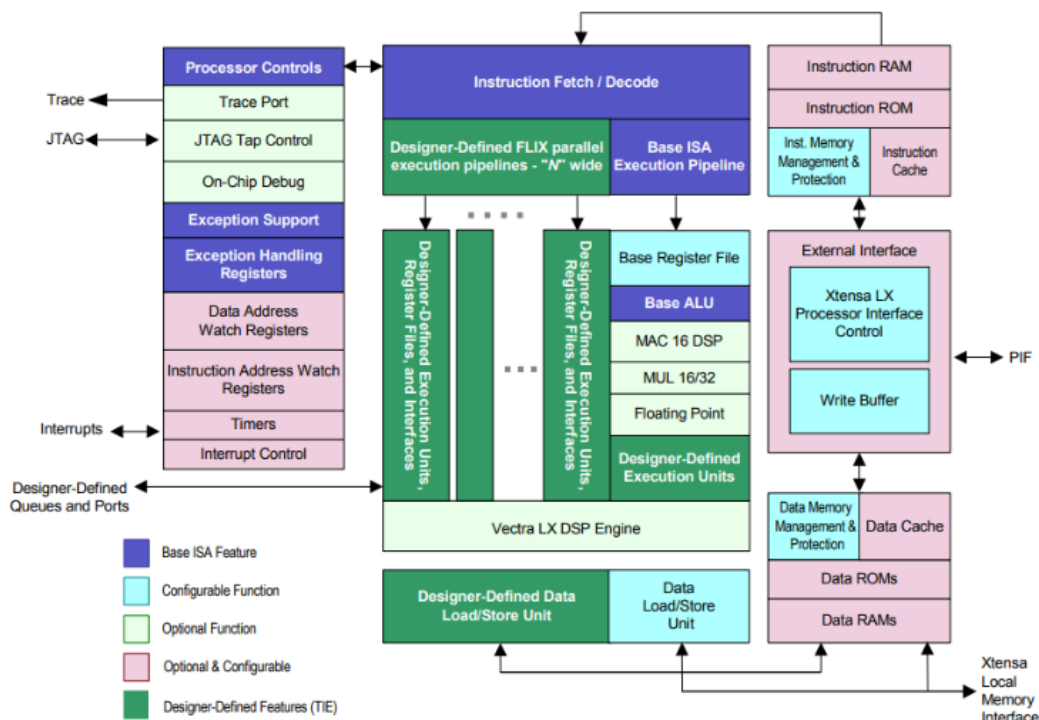 Processor Controls
Trace Port
JTAG Tap Control
On-Chip Debug
Exception Support
Exception Handling
Registers
Data Address
Watch Registers
Instruction Address Watch
Registers
Timers
Interrupt Control
Trace
JTAG
Interrupts
Designer-Defined
Queues and Ports
Instruction Fetch / Decode
Designer-Defined FLIX parallel
execution pipelines - "N" wide
Base ISA
Execution Pipeline
Designer-Defined Execution Units,
Register Files, and Interfaces
Designer-Defined Execution Units,
Register Files, and Interfaces
Base Register File
Base ALU
MAC 16 DSP
MUL 16/32
Floating Point
Designer-Defined
Execution Units
Vectra LX DSP Engine
Designer-Defined Data
Load/Store Unit
Data
Load/Store
Unit
Instruction RAM
Instruction ROM
Inst. Memory
Management &
Protection
Instruction
Cache
External Interface
Xtensa LX
Processor Interface
Control
Write Buffer
PIF
Data Memory
Management &
Protection
Data Cache
Data ROMs
Data RAMs
Xtensa
Local
Memory
Interface
Base ISA Feature
Configurable Function
Optional Function
Optional & Configurable
Designer-Defined Features (TIE)